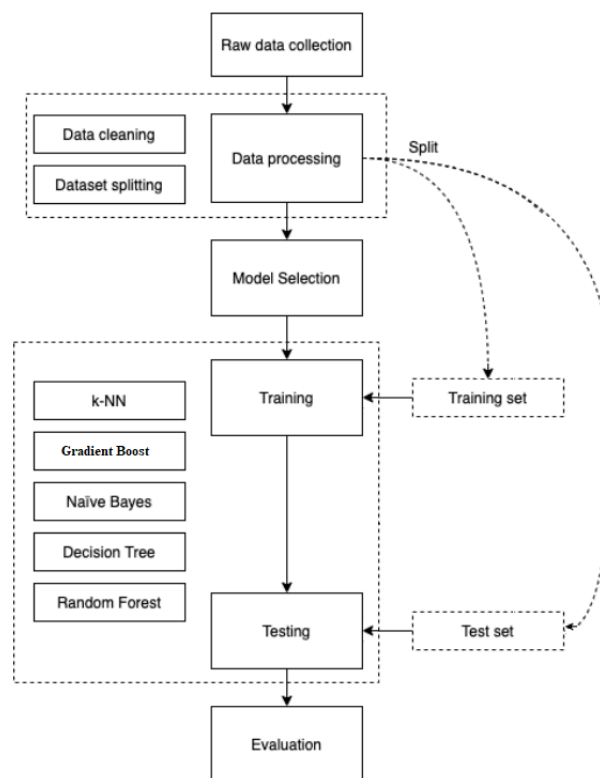 Raw data collection
Data cleaning
Data processing
Split
Dataset splitting
Model Selection
Training
Training set
k-NN
Gradient Boost
Naïve Bayes
Decision Tree
Random Forest
Testing
Test set
Evaluation